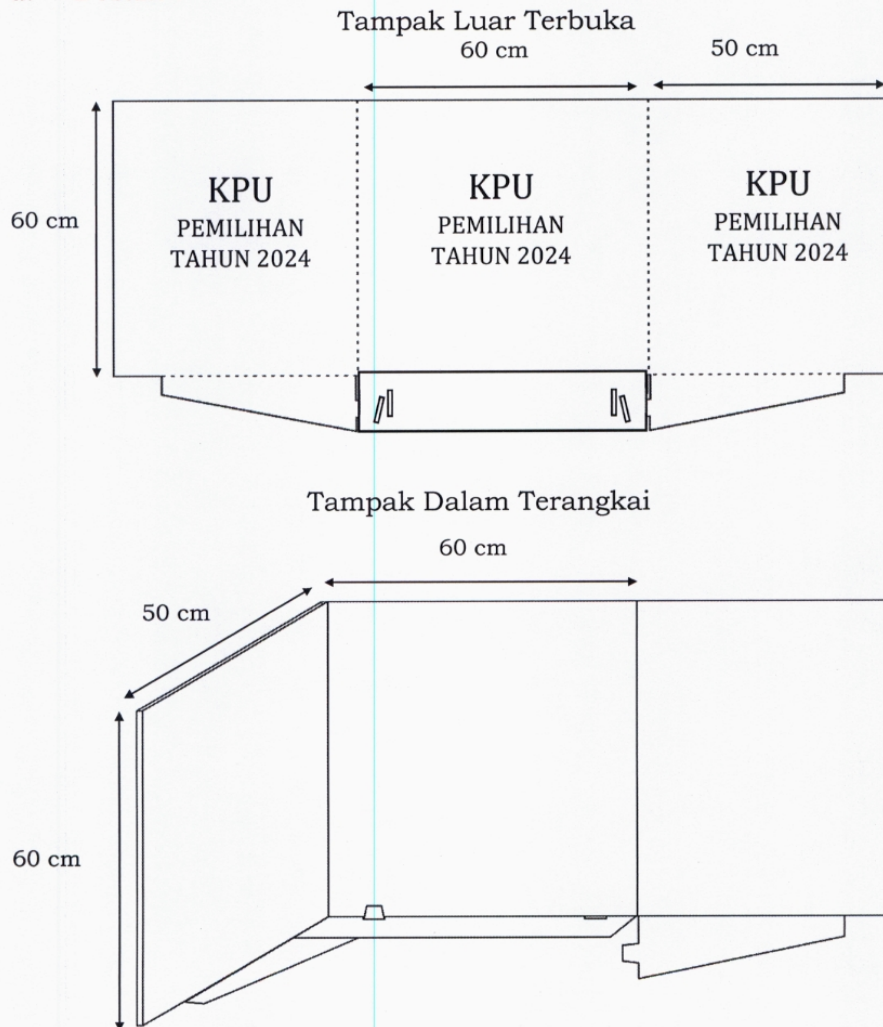 Tampak Luar Terbuka
60 cm
50 cm
60 cm
KPU
PEMILIHAN
TAHUN 2024
KPU
PEMILIHAN
TAHUN 2024
KPU
PEMILIHAN
TAHUN 2024
Tampak Dalam Terangkai
60 cm
50 cm
60 cm